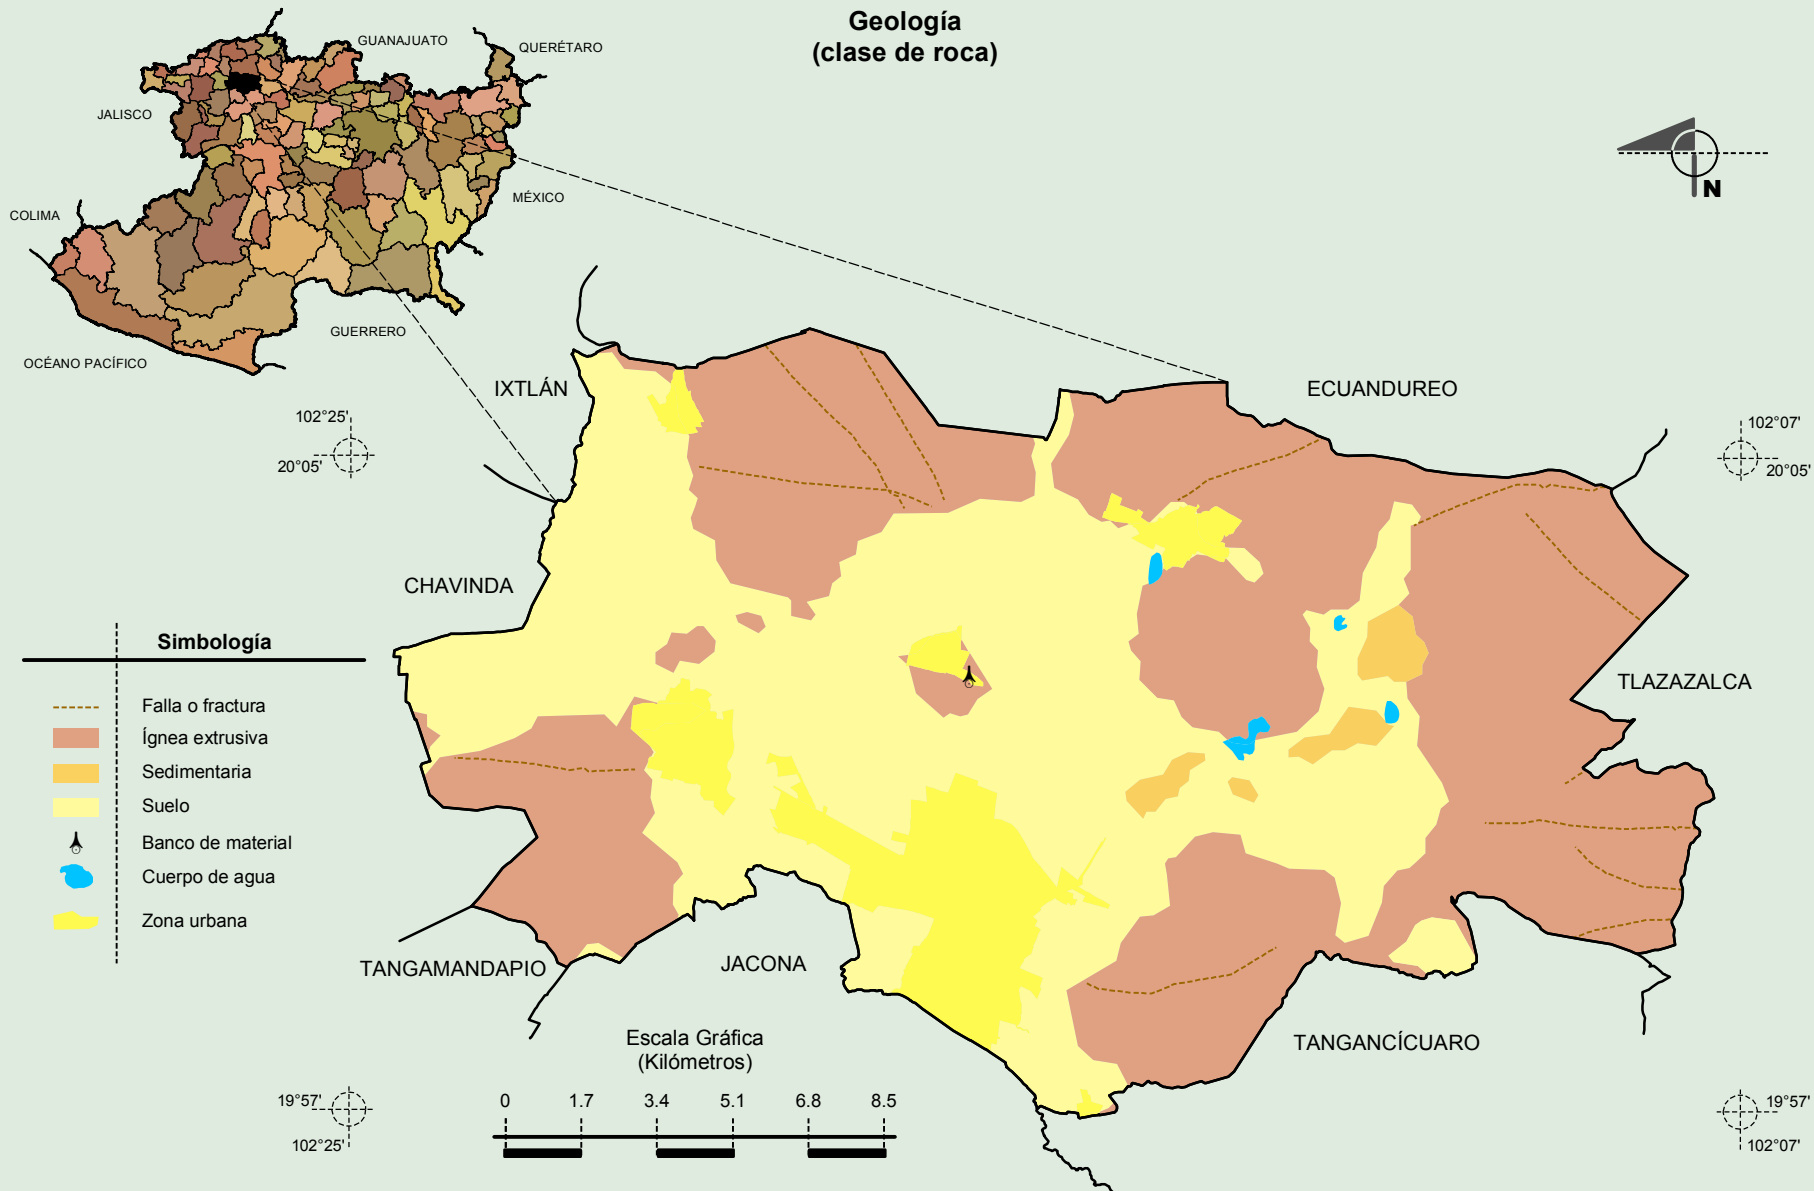 Geología
(clase de roca)
GUANAJUATO
QUERÉTARO
JALISCO
MÉXICO
COLIMA
GUERRERO
OCÉANO PACÍFICO
N
IXTLÁN
ECUANDUREO
102°25'
20°05'
102°07'
20°05'
CHAVINDA
TLAZAZALCA
Simbología
Falla o fractura
Ígnea extrusiva
Sedimentaria
Suelo
Banco de material
Cuerpo de agua
Zona urbana
TANGAMANDAPIO
JACONA
TANGANCÍCUARO
Escala Gráfica
(Kilómetros)
0 1.7 3.4 5.1 6.8 8.5
19°57'
102°25'
19°57'
102°07'